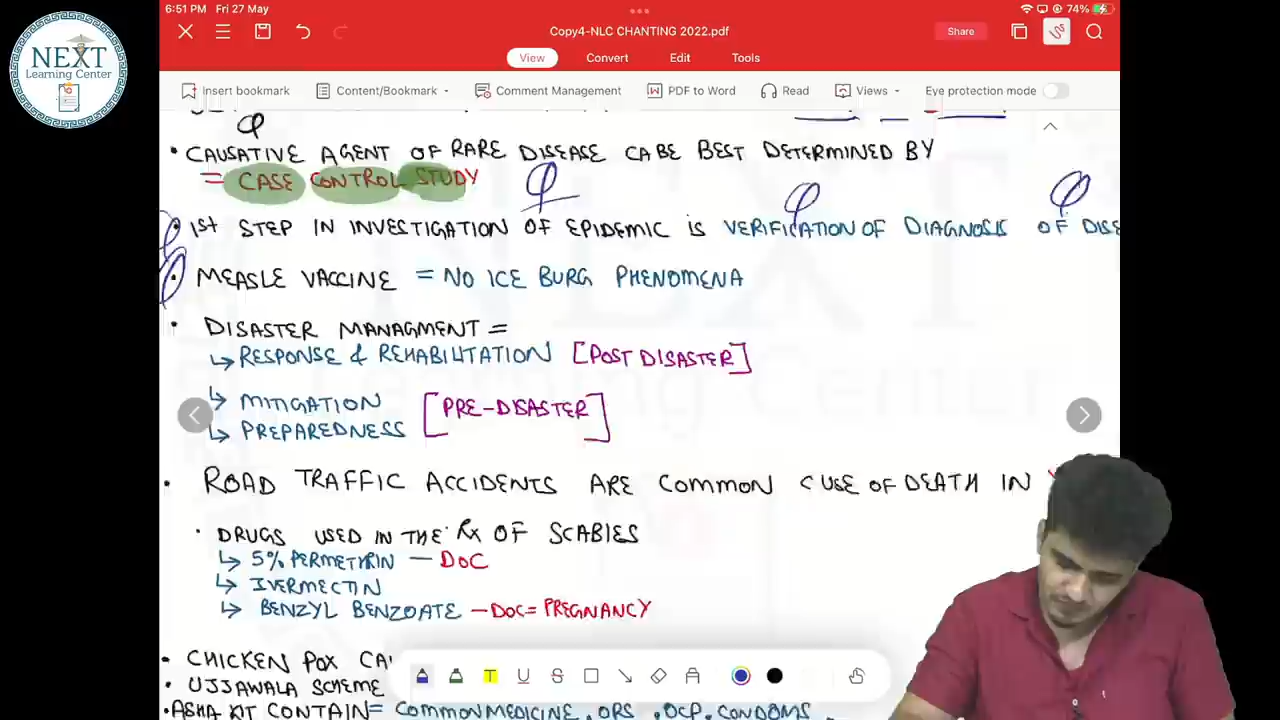 6:51 PM Fri 27 May
74%
NEXT
Learning Center
Copy4-NLC CHANTING 2022.pdf
Share
View Convert Edit Tools
Insert bookmark Content/Bookmark Comment Management PDF to Word Read Views Eye protection mode
• CAUSATIVE AGENT OF RARE DISEASE CABE BEST DETERMINED BY
= CASE CONTROL STUDY
1st STEP IN INVESTIGATION OF EPIDEMIC IS VERIFICATION OF DIAGNOSIS OF DISE
• MEASLE VACCINE = NO ICE BURG PHENOMENA
• DISASTER MANAGMENT =
↳ RESPONSE & REHABILITATION [POST DISASTER]
↳ MITIGATION
[PRE-DISASTER]
↳ PREPAREDNESS
• ROAD TRAFFIC ACCIDENTS ARE COMMON CUSE OF DEATH IN
• DRUGS USED IN THE Rx OF SCABIES
↳ 5% PERMETYRIN — DOC
↳ IVERMECTIN
↳ BENZYL BENZOATE — DOC = PREGNANCY
• CHICKEN POX CA
• UJJAWALA SCHEME
• ASHA KIT CONTAIN = COMMON MEDICINE, ORS, OCP, CONDOMS,